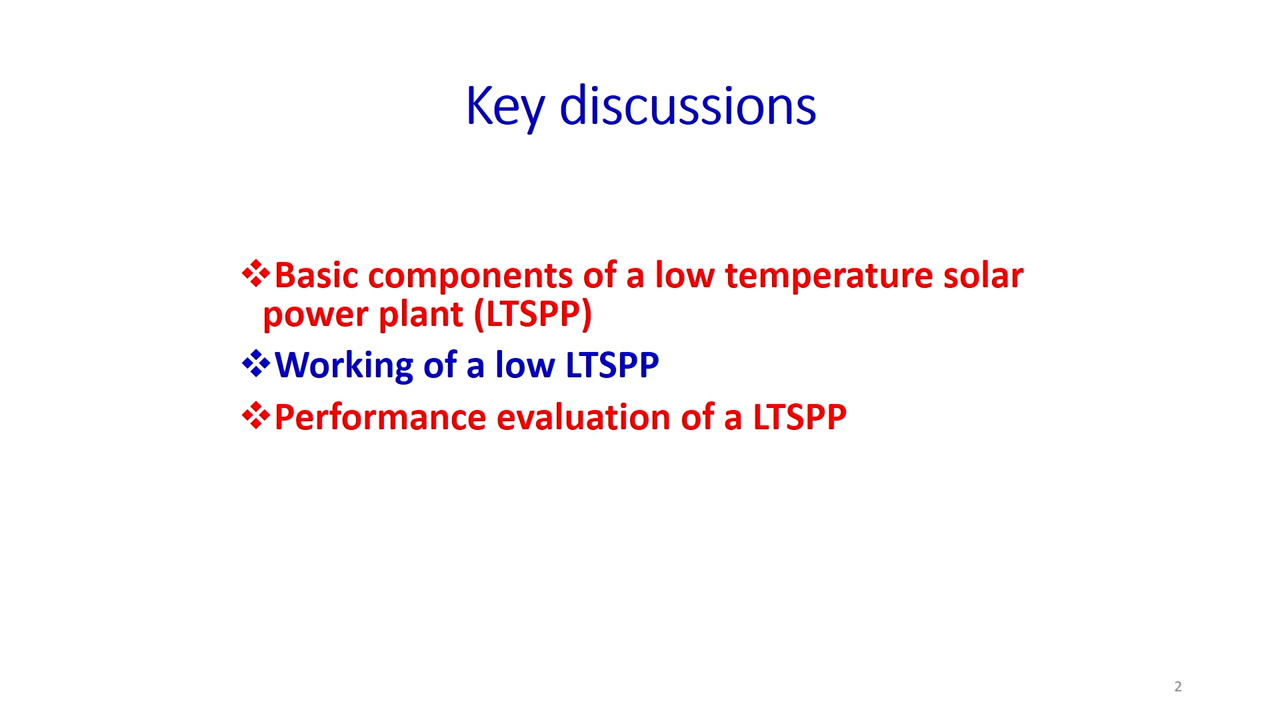 Key discussions
❖Basic components of a low temperature solar
power plant (LTSPP)
❖Working of a low LTSPP
❖Performance evaluation of a LTSPP
2